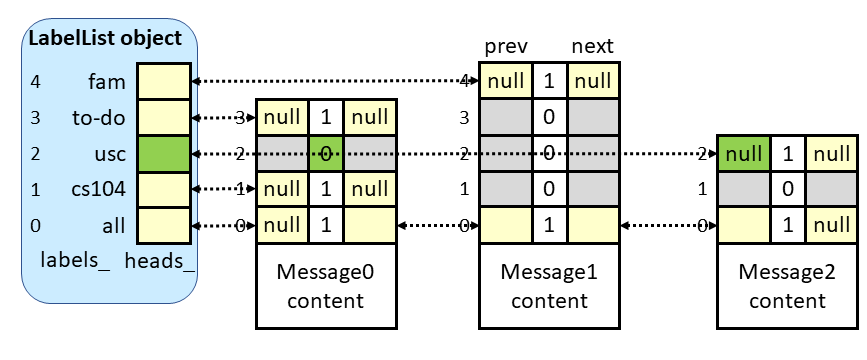 LabelList object
prev next
4 fam 4 null 1 null
3 to-do 3 null 1 null 3 0
2 usc 2 0 2 0 2 null 1 null
1 cs104 1 null 1 null 1 0 1 0
0 all 0 null 1 0 1 0 1 null
labels_ heads_
Message0
content
Message1
content
Message2
content